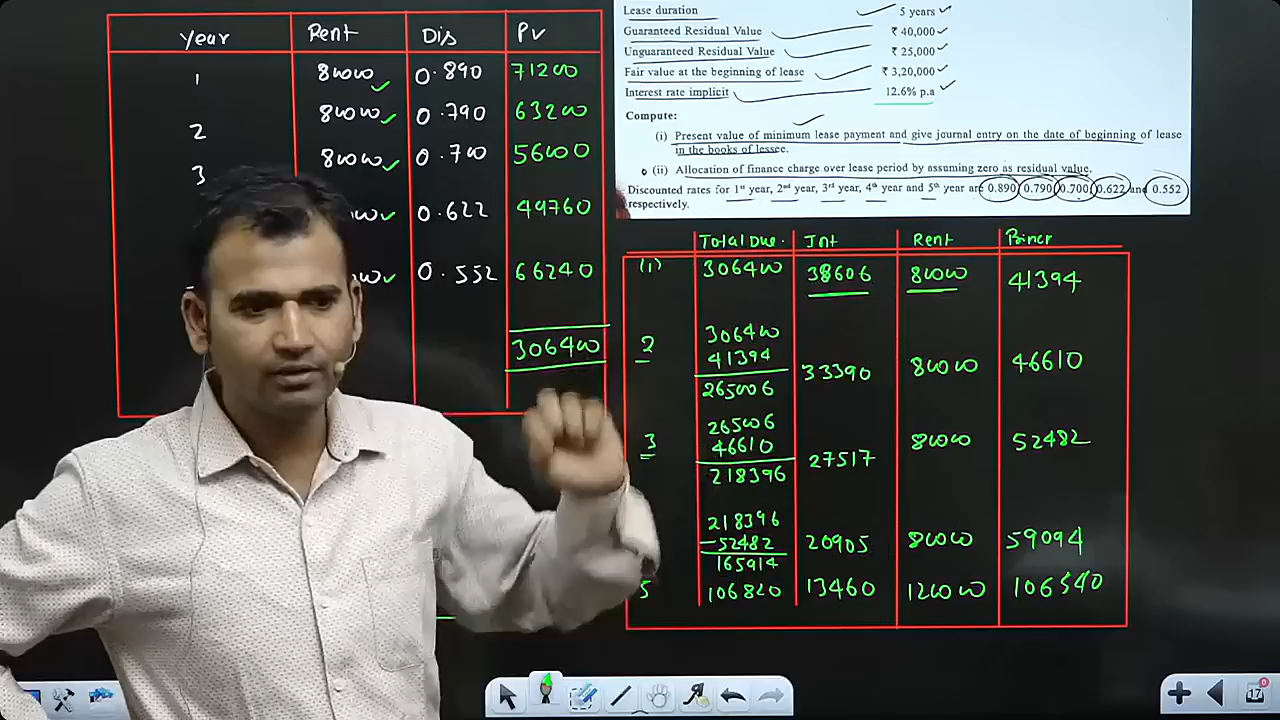 Year Rent Dis Pv
1 80000 0.890 71200
2 80000 0.790 63200
3 80000 0.700 56000
0.622 49760
0.552 66240
306400
Lease duration 5 years
Guaranteed Residual Value ₹ 40,000
Unguaranteed Residual Value ₹ 25,000
Fair value at the beginning of lease ₹ 3,20,000
Interest rate implicit 12.6% p.a
Compute:
(i) Present value of minimum lease payment and give journal entry on the date of beginning of lease
in the books of lessee.
(ii) Allocation of finance charge over lease period by assuming zero as residual value.
Discounted rates for 1st year, 2nd year, 3rd year, 4th year and 5th year are 0.890, 0.790, 0.700, 0.622 and 0.552
respectively.
Total Due. Int Rent
(1) 306400 38606 80000 41394
306400
2 41394 33390 80000 46610
265006
265006
3 46610 27517 80000 52482
218396
218396
-52482 20905 80000 59094
165914
5 106820 13460 120000 106540
17